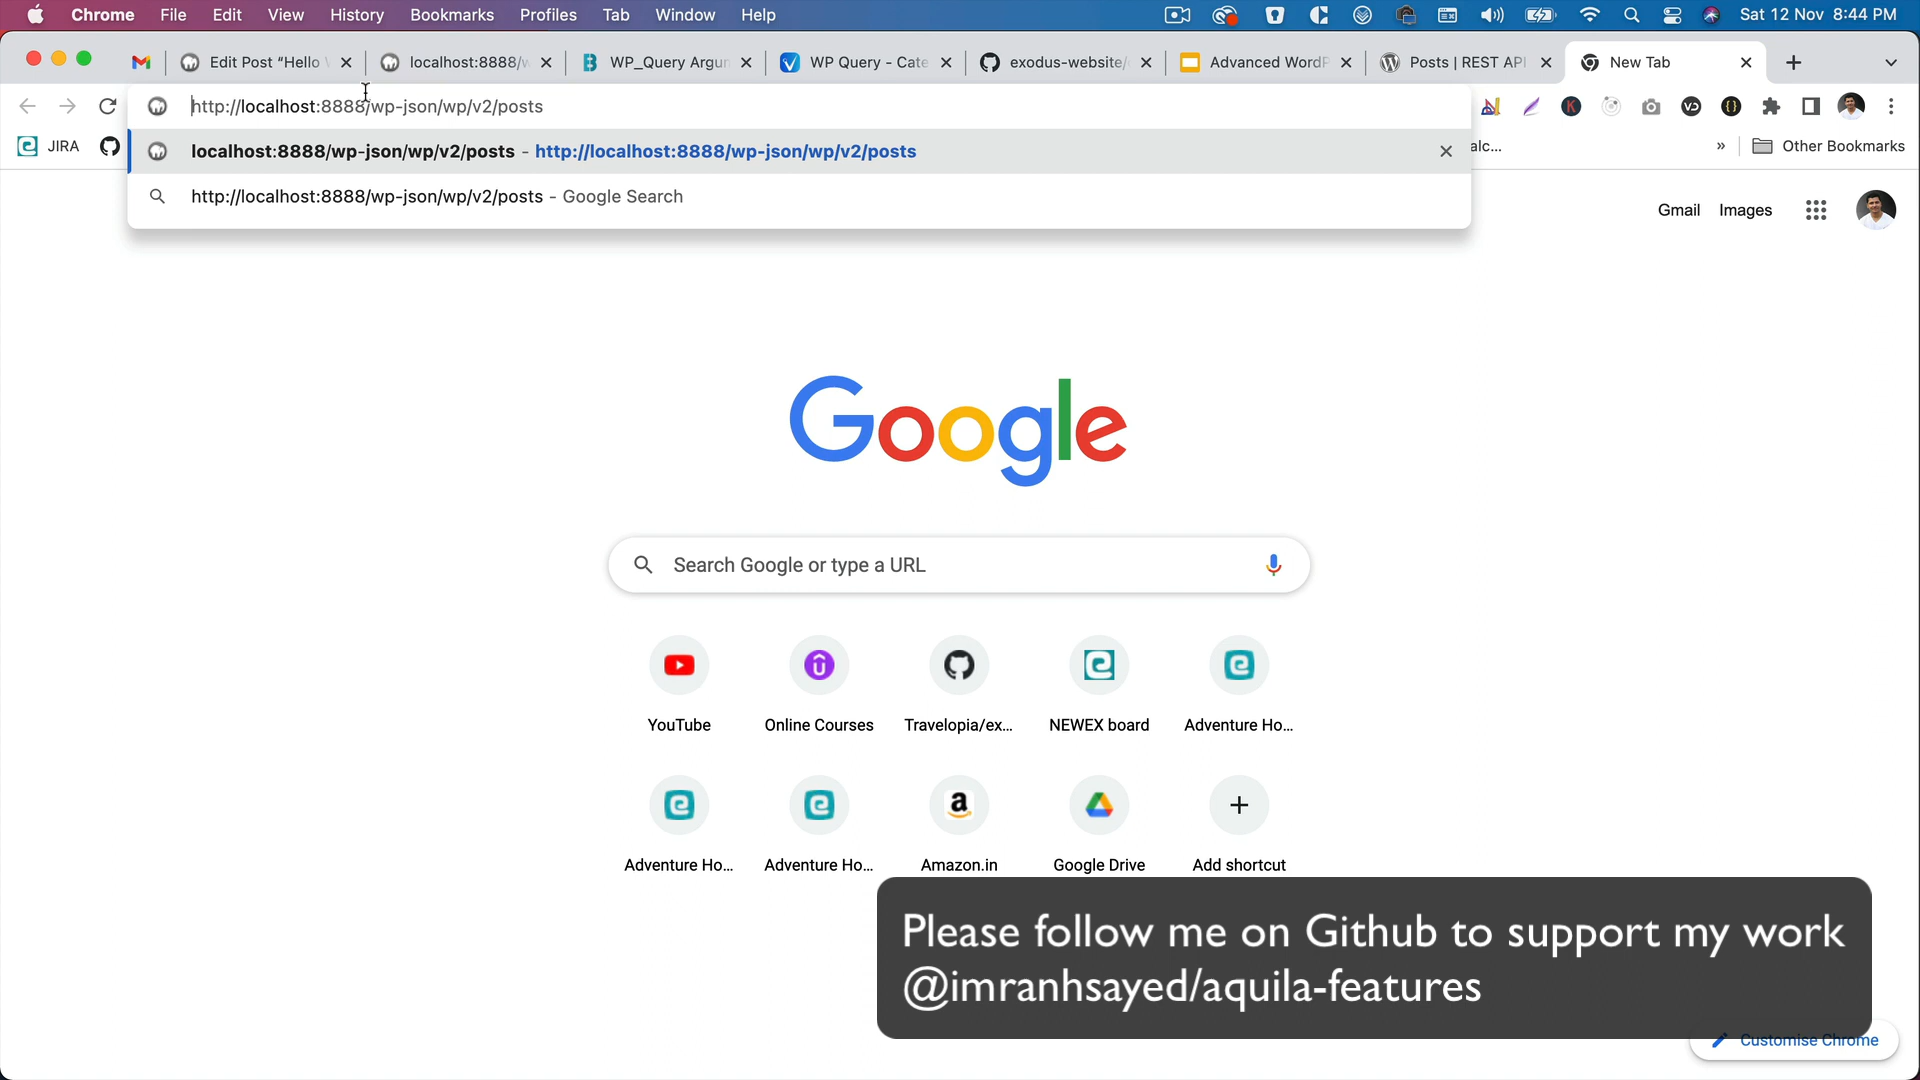 Chrome File Edit View History Bookmarks Profiles Tab Window Help Sat 12 Nov 8:44 PM
Edit Post “Hello localhost:8888/w WP_Query Argu WP Query - Cate exodus-website/ Advanced WordP Posts | REST API New Tab
http://localhost:8888/wp-json/wp/v2/posts
JIRA
localhost:8888/wp-json/wp/v2/posts - http://localhost:8888/wp-json/wp/v2/posts
alc... » Other Bookmarks
http://localhost:8888/wp-json/wp/v2/posts - Google Search
Gmail Images
Google
Search Google or type a URL
YouTube Online Courses Travelopia/ex... NEWEX board Adventure Ho...
Adventure Ho... Adventure Ho... Amazon.in Google Drive Add shortcut
Please follow me on Github to support my work
@imranhsayed/aquila-features
Customise Chrome